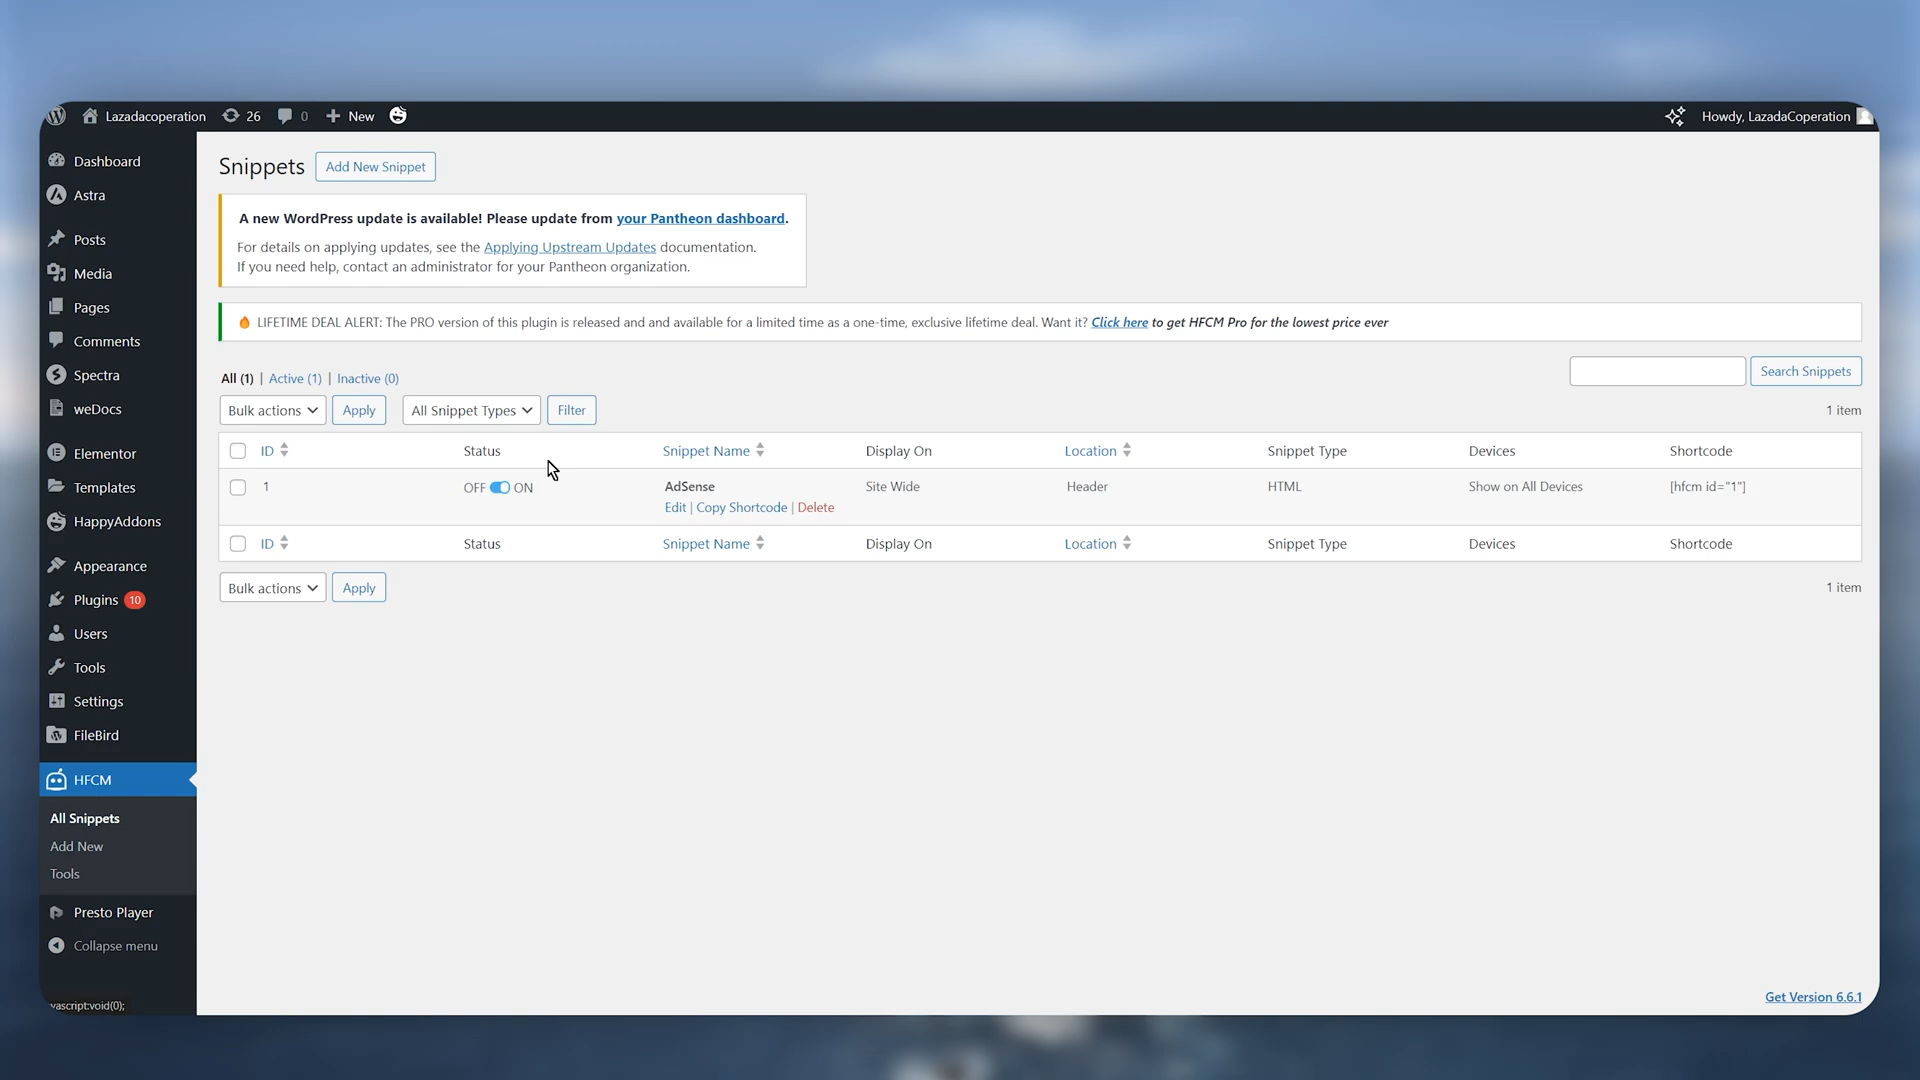 Lazadacoperation 26 0 New Howdy, LazadaCoperation
Dashboard
Astra
Posts
Media
Pages
Comments
Spectra
weDocs
Elementor
Templates
HappyAddons
Appearance
Plugins 10
Users
Tools
Settings
FileBird
HFCM
All Snippets
Add New
Tools
Presto Player
Collapse menu
vascript:void(0);
Snippets Add New Snippet
A new WordPress update is available! Please update from your Pantheon dashboard.
For details on applying updates, see the Applying Upstream Updates documentation.
If you need help, contact an administrator for your Pantheon organization.
🔥 LIFETIME DEAL ALERT: The PRO version of this plugin is released and and available for a limited time as a one-time, exclusive lifetime deal. Want it? Click here to get HFCM Pro for the lowest price ever
All (1) | Active (1) | Inactive (0)
Search Snippets
Bulk actions Apply All Snippet Types Filter 1 item
ID Status Snippet Name Display On Location Snippet Type Devices Shortcode
1 OFF ON AdSense Site Wide Header HTML Show on All Devices [hfcm id="1"]
Edit | Copy Shortcode | Delete
ID Status Snippet Name Display On Location Snippet Type Devices Shortcode
Bulk actions Apply 1 item
Get Version 6.6.1